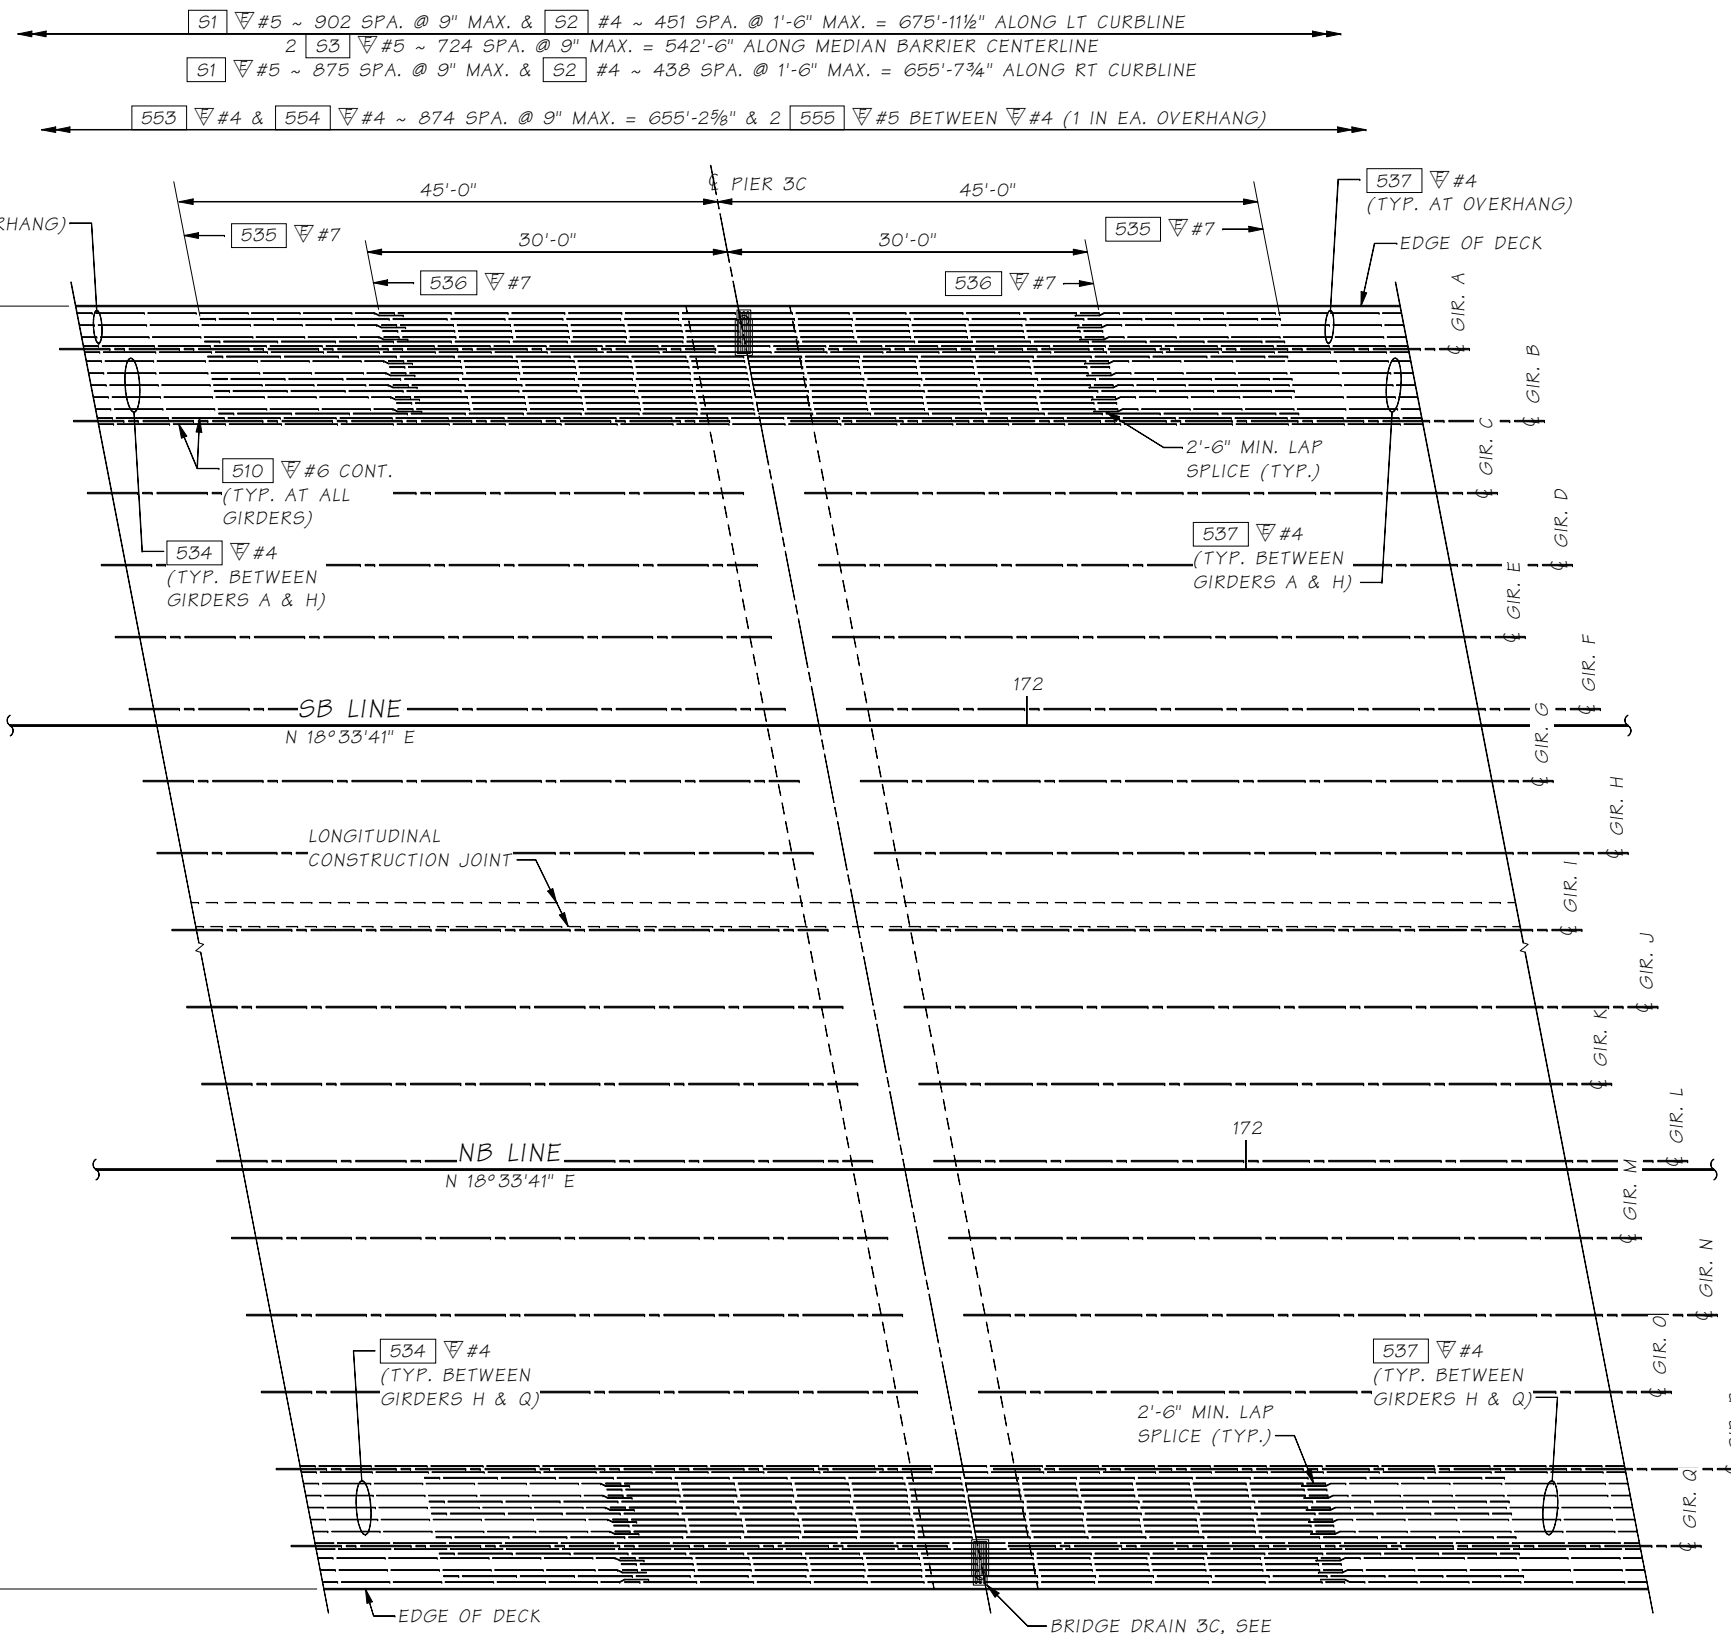 S1 E #5 ~ 902 SPA. @ 9" MAX. & S2 #4 ~ 451 SPA. @ 1'-6" MAX. = 675'-11½" ALONG LT CURBLINE
2 S3 E #5 ~ 724 SPA. @ 9" MAX. = 542'-6" ALONG MEDIAN BARRIER CENTERLINE
S1 E #5 ~ 875 SPA. @ 9" MAX. & S2 #4 ~ 438 SPA. @ 1'-6" MAX. = 655'-7¾" ALONG RT CURBLINE
553 E #4 & 554 E #4 ~ 874 SPA. @ 9" MAX. = 655'-2⅝" & 2 555 E #5 BETWEEN E #4 (1 IN EA. OVERHANG)
45'-0"
℄ PIER 3C
45'-0"
537 E #4
(TYP. AT OVERHANG)
RHANG)
535 E #7
30'-0"
30'-0"
535 E #7
EDGE OF DECK
536 E #7
536 E #7
℄ GIR. A
℄ GIR. B
℄ GIR. C
℄ GIR. D
℄ GIR. E
℄ GIR. F
℄ GIR. G
℄ GIR. H
℄ GIR. I
℄ GIR. J
℄ GIR. K
℄ GIR. L
℄ GIR. M
℄ GIR. N
℄ GIR. O
℄ GIR. Q
2'-6" MIN. LAP
SPLICE (TYP.)
510 E #6 CONT.
(TYP. AT ALL
GIRDERS)
534 E #4
(TYP. BETWEEN
GIRDERS A & H)
537 E #4
(TYP. BETWEEN
GIRDERS A & H)
SB LINE
N 18°33'41" E
172
LONGITUDINAL
CONSTRUCTION JOINT
NB LINE
N 18°33'41" E
172
534 E #4
(TYP. BETWEEN
GIRDERS H & Q)
537 E #4
(TYP. BETWEEN
GIRDERS H & Q)
2'-6" MIN. LAP
SPLICE (TYP.)
EDGE OF DECK
BRIDGE DRAIN 3C, SEE